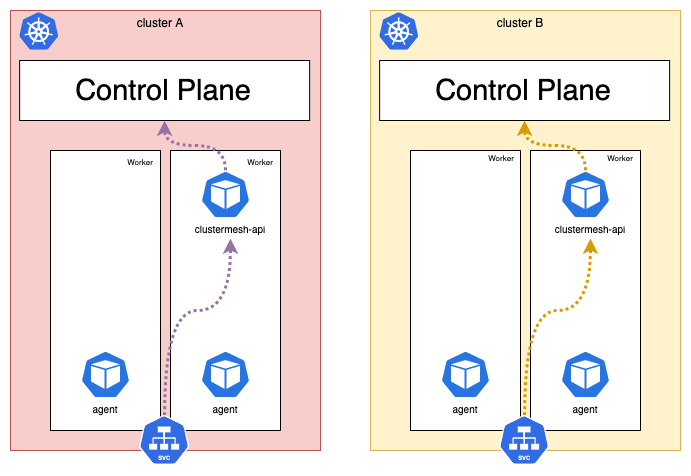 cluster A
Control Plane
Worker
Worker
clustermesh-api
agent
agent
svc
cluster B
Control Plane
Worker
Worker
clustermesh-api
agent
agent
svc